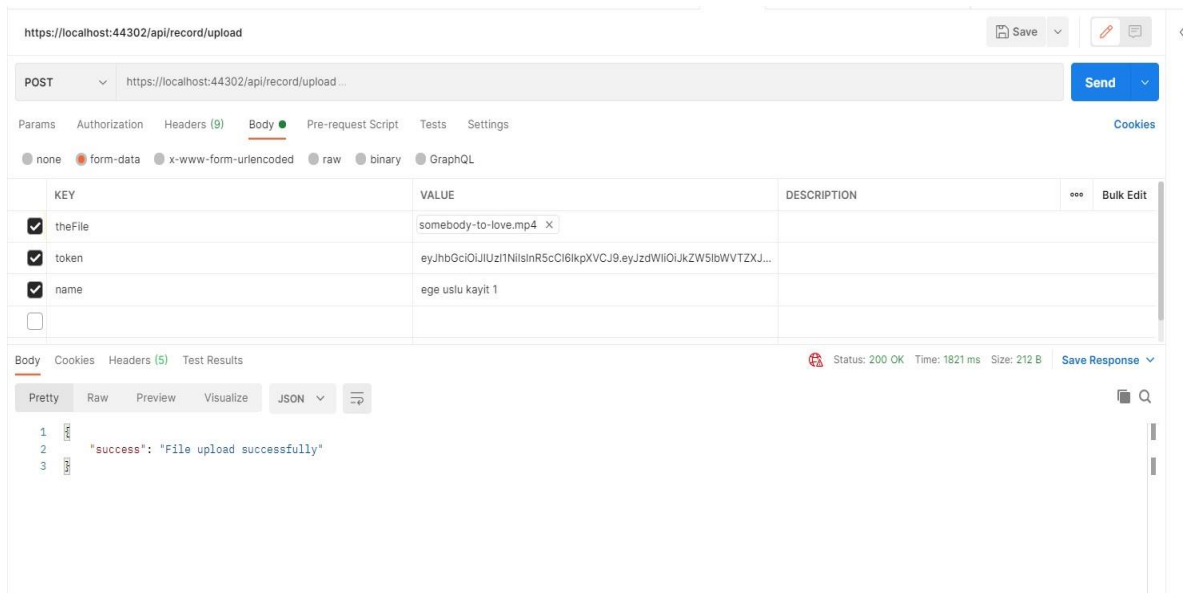 https://localhost:44302/api/record/upload
Save
POST https://localhost:44302/api/record/upload...
Send
Params Authorization Headers (9) Body Pre-request Script Tests Settings Cookies
none form-data x-www-form-urlencoded raw binary GraphQL
KEY VALUE DESCRIPTION ooo Bulk Edit
theFile somebody-to-love.mp4 X
token
name ege uslu kayit 1
Body Cookies Headers (5) Test Results Status: 200 OK Time: 1821 ms Size: 212 B Save Response
Pretty Raw Preview Visualize JSON
1 {
2 "success": "File upload successfully"
3 }